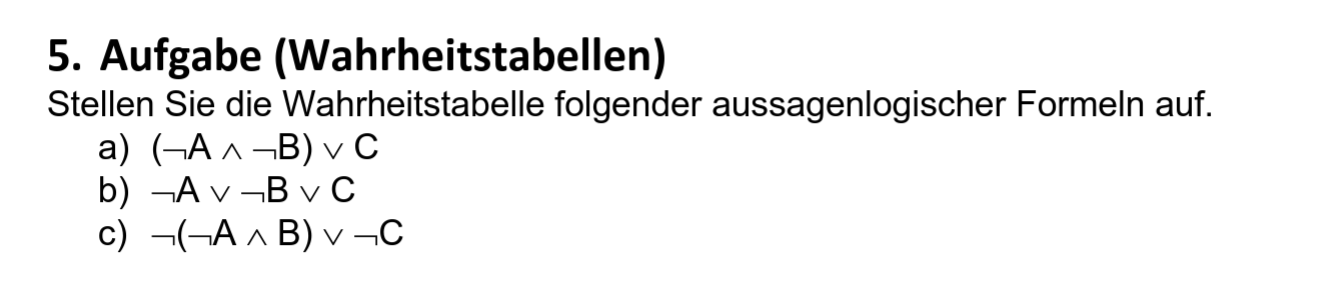 5. Aufgabe (Wahrheitstabellen)
Stellen Sie die Wahrheitstabelle folgender aussagenlogischer Formeln auf.
a) (¬A ∧ ¬B) ∨ C
b) ¬A ∨ ¬B ∨ C
c) ¬(¬A ∧ B) ∨ ¬C